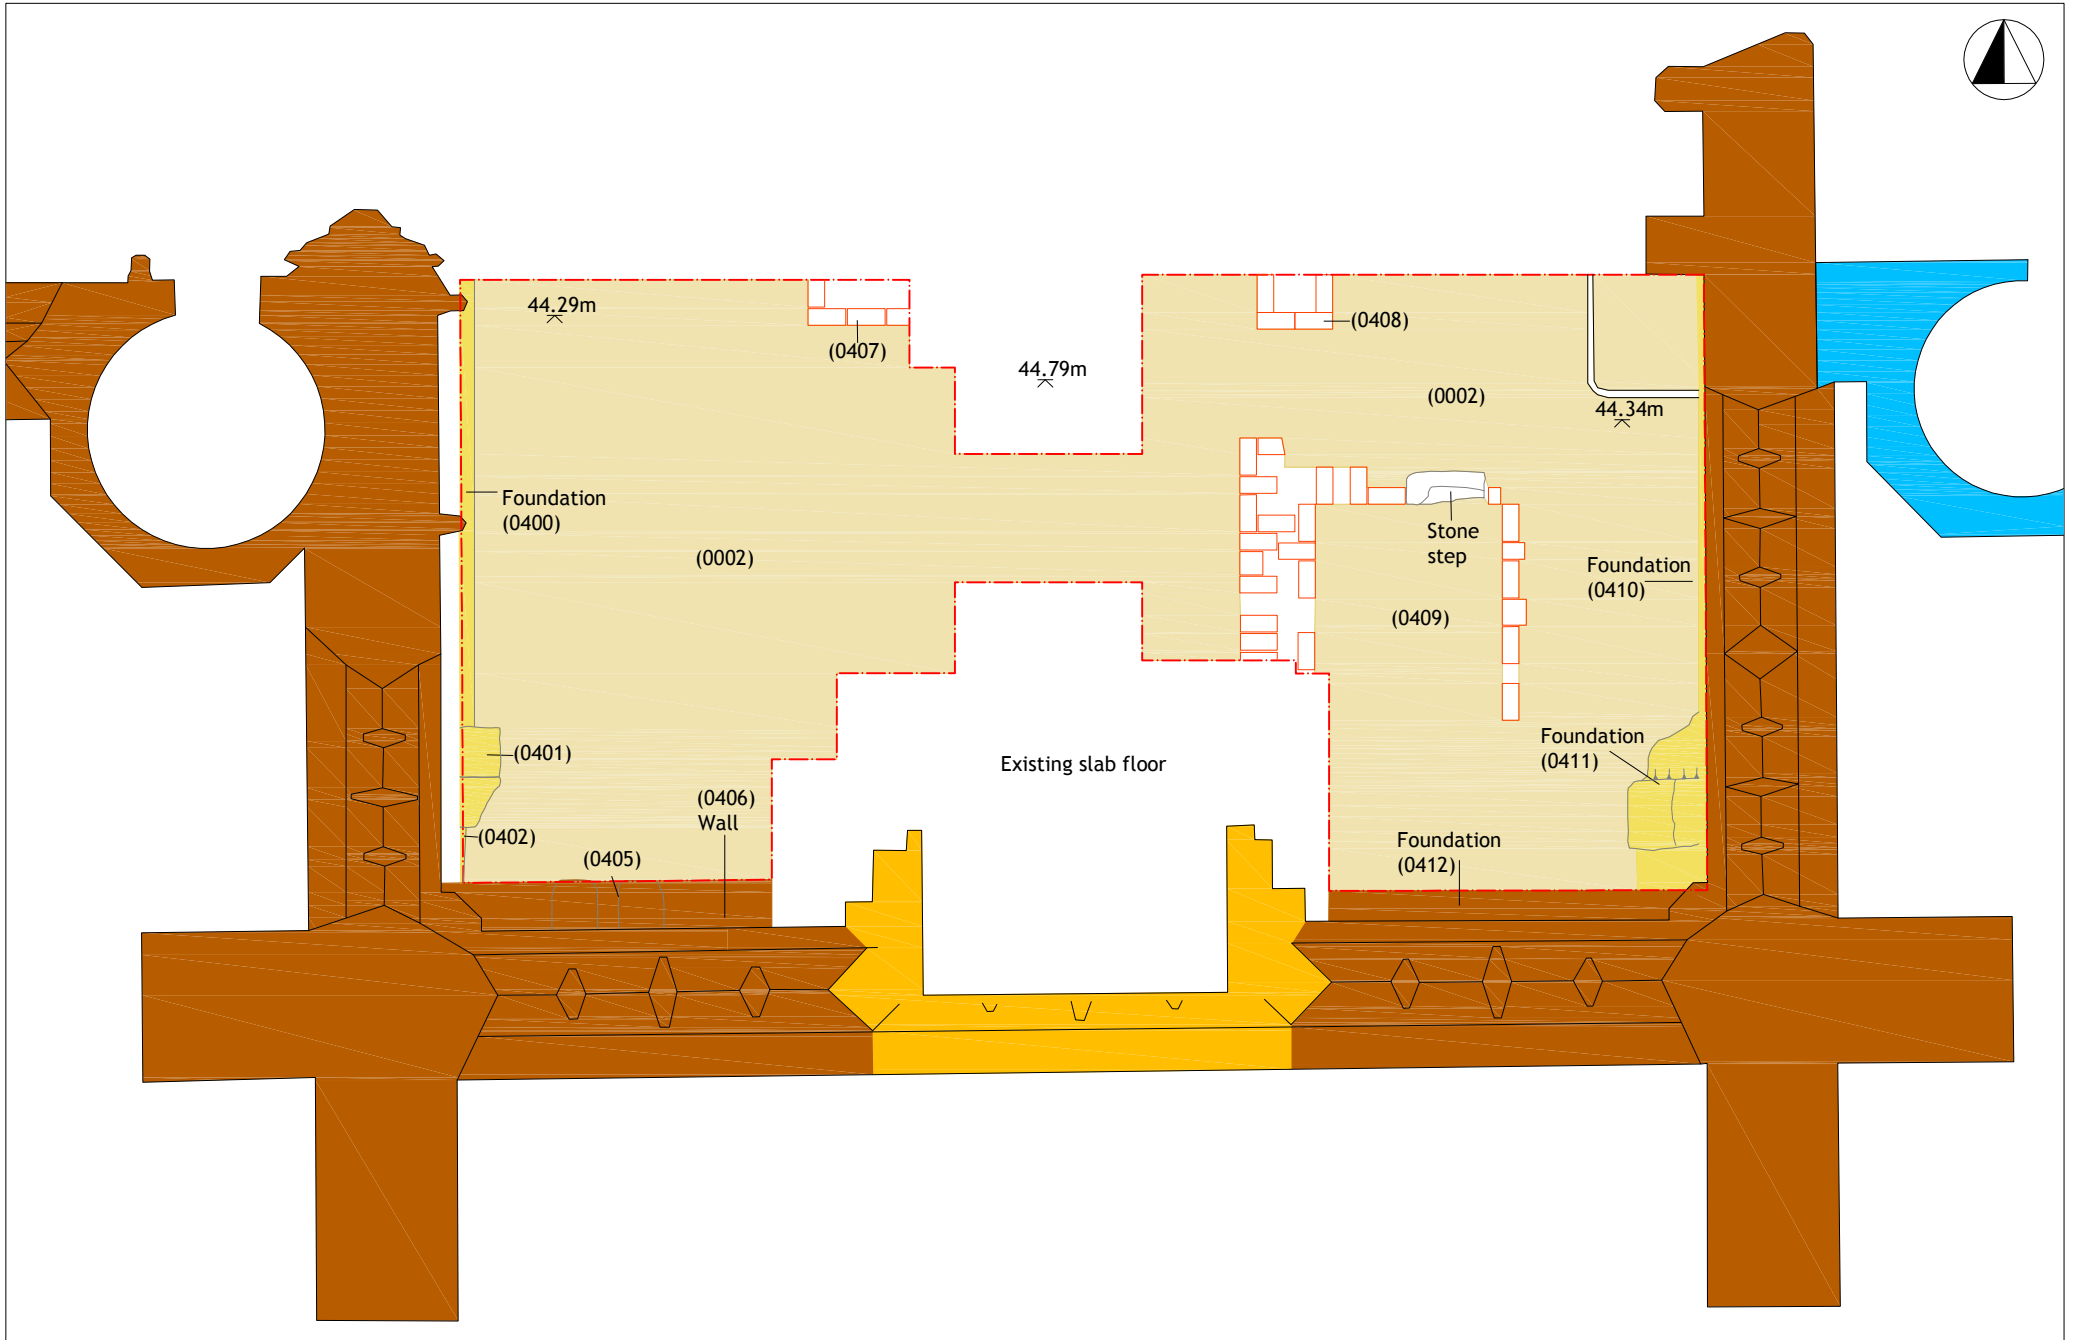 44.29m
(0407)
(0408)
44.79m
(0002)
44.34m
Foundation
(0400)
Stone
step
(0002)
Foundation
(0410)
(0409)
(0401)
Foundation
(0411)
Existing slab floor
(0406)
Wall
(0402)
(0405)
Foundation
(0412)